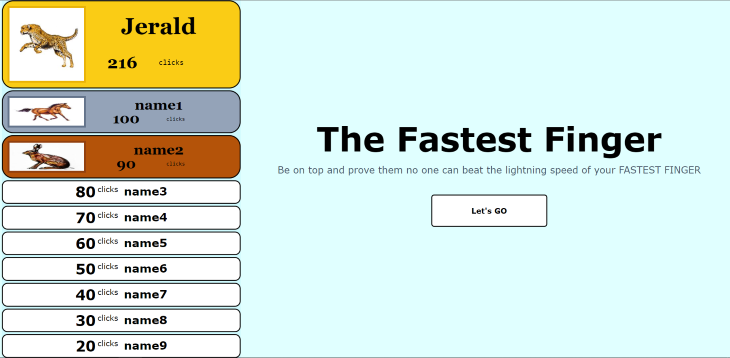 Jerald
216 clicks
name1
100 clicks
name2
90 clicks
80 clicks name3
70 clicks name4
60 clicks name5
50 clicks name6
40 clicks name7
30 clicks name8
20 clicks name9
The Fastest Finger
Be on top and prove them no one can beat the lightning speed of your FASTEST FINGER
Let's GO